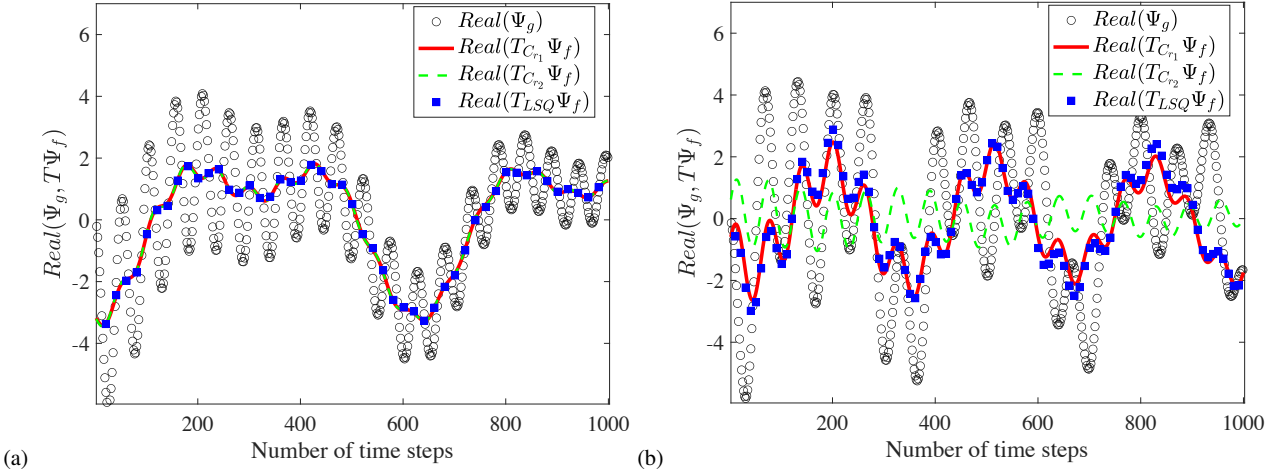 6
4
2
0
-2
-4
200
400
600
800
1000
Number of time steps
Real(Ψ_g, TΨ_f)
Real(Ψ_g)
Real(T_{C_{r_1}}Ψ_f)
Real(T_{C_{r_2}}Ψ_f)
Real(T_{LSQ}Ψ_f)
(a)
6
4
2
0
-2
-4
200
400
600
800
1000
Number of time steps
Real(Ψ_g, TΨ_f)
Real(Ψ_g)
Real(T_{C_{r_1}}Ψ_f)
Real(T_{C_{r_2}}Ψ_f)
Real(T_{LSQ}Ψ_f)
(b)